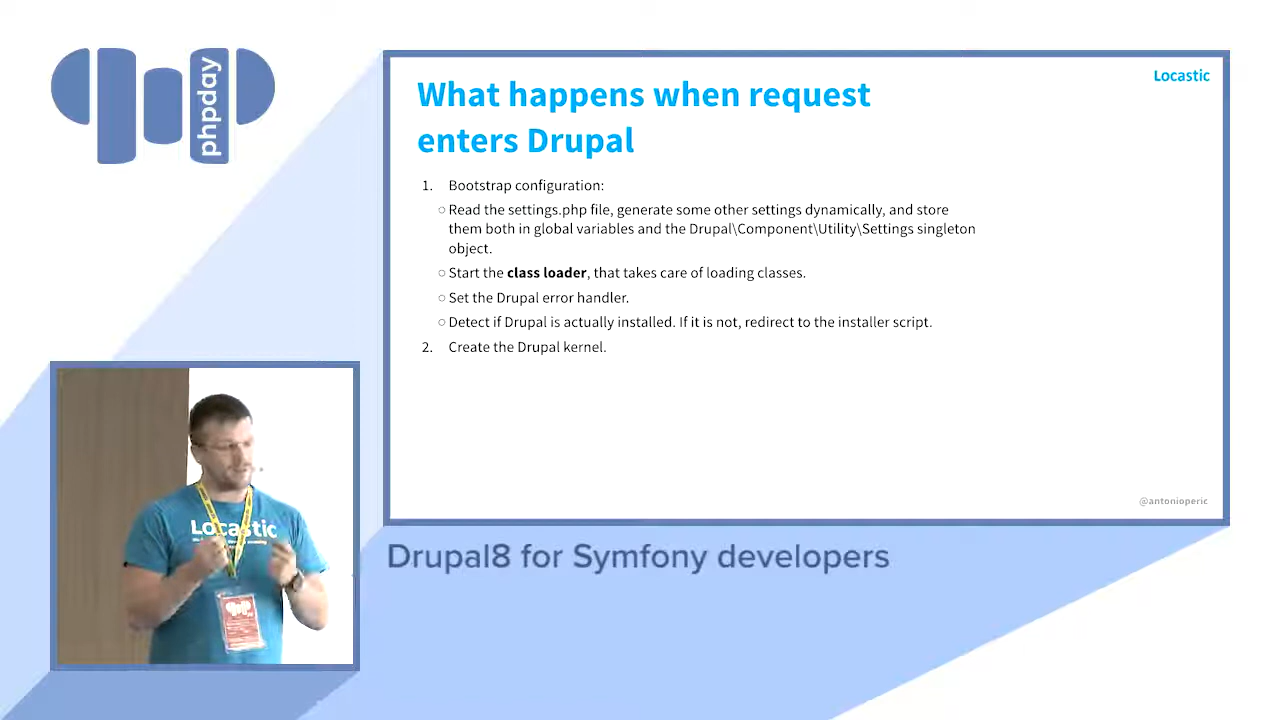 phpday
Locastic
What happens when request
enters Drupal
1. Bootstrap configuration:
○ Read the settings.php file, generate some other settings dynamically, and store
them both in global variables and the Drupal\Component\Utility\Settings singleton
object.
○ Start the class loader, that takes care of loading classes.
○ Set the Drupal error handler.
○ Detect if Drupal is actually installed. If it is not, redirect to the installer script.
2. Create the Drupal kernel.
@antonioperic
Locastic
Drupal8 for Symfony developers